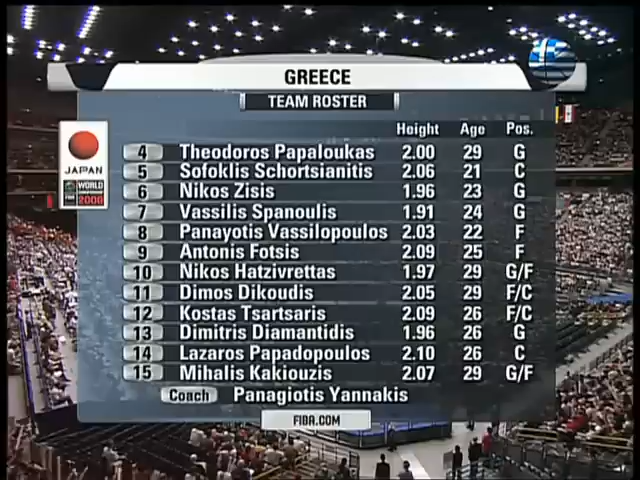 GREECE
TEAM ROSTER
Height Age Pos.
4 Theodoros Papaloukas 2.00 29 G
5 Sofoklis Schortsianitis 2.06 21 C
6 Nikos Zisis 1.96 23 G
7 Vassilis Spanoulis 1.91 24 G
8 Panayotis Vassilopoulos 2.03 22 F
9 Antonis Fotsis 2.09 25 F
10 Nikos Hatzivrettas 1.97 29 G/F
11 Dimos Dikoudis 2.05 29 F/C
12 Kostas Tsartsaris 2.09 26 F/C
13 Dimitris Diamantidis 1.96 26 G
14 Lazaros Papadopoulos 2.10 26 C
15 Mihalis Kakiouzis 2.07 29 G/F
Coach Panagiotis Yannakis
FIBA.COM
JAPAN
WORLD